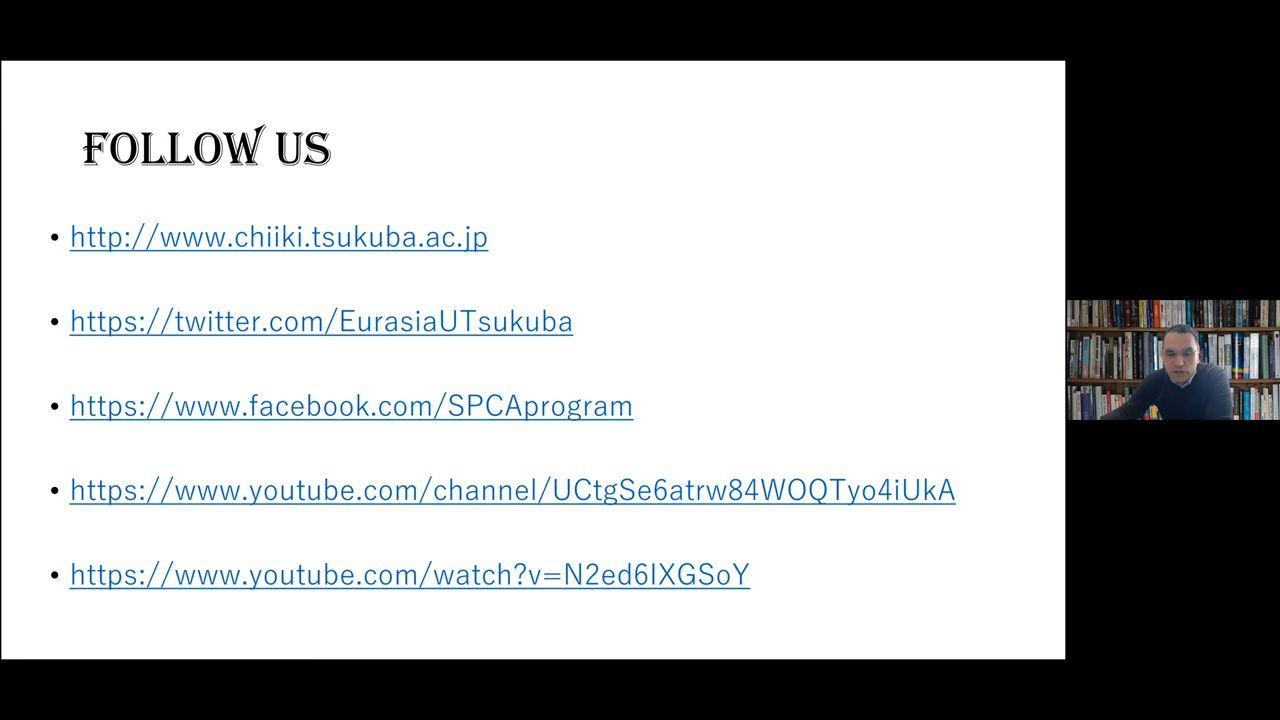 FOLLOW US
• http://www.chiiki.tsukuba.ac.jp
• https://twitter.com/EurasiaUTsukuba
• https://www.facebook.com/SPCAprogram
• https://www.youtube.com/channel/UCtgSe6atrw84WOQTyo4iUkA
• https://www.youtube.com/watch?v=N2ed6IXGSoY